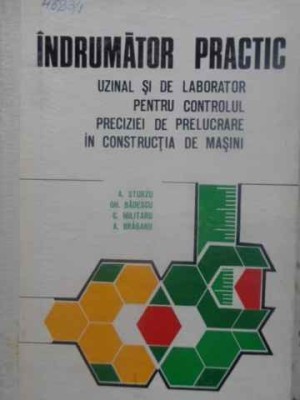 ÎNDRUMĂTOR PRACTIC
UZINAL ŞI DE LABORATOR
PENTRU CONTROLUL
PRECIZIEI DE PRELUCRARE
ÎN CONSTRUCŢIA DE MAŞINI
A. STURZU
GH. BĂDESCU
C. MILITARU
A. BRĂGARU